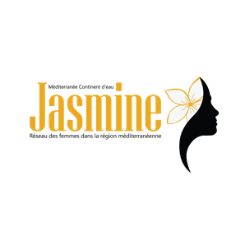 Méditerranée Continent d'eau
Jasmine
Réseau des femmes dans la région méditerranéenne